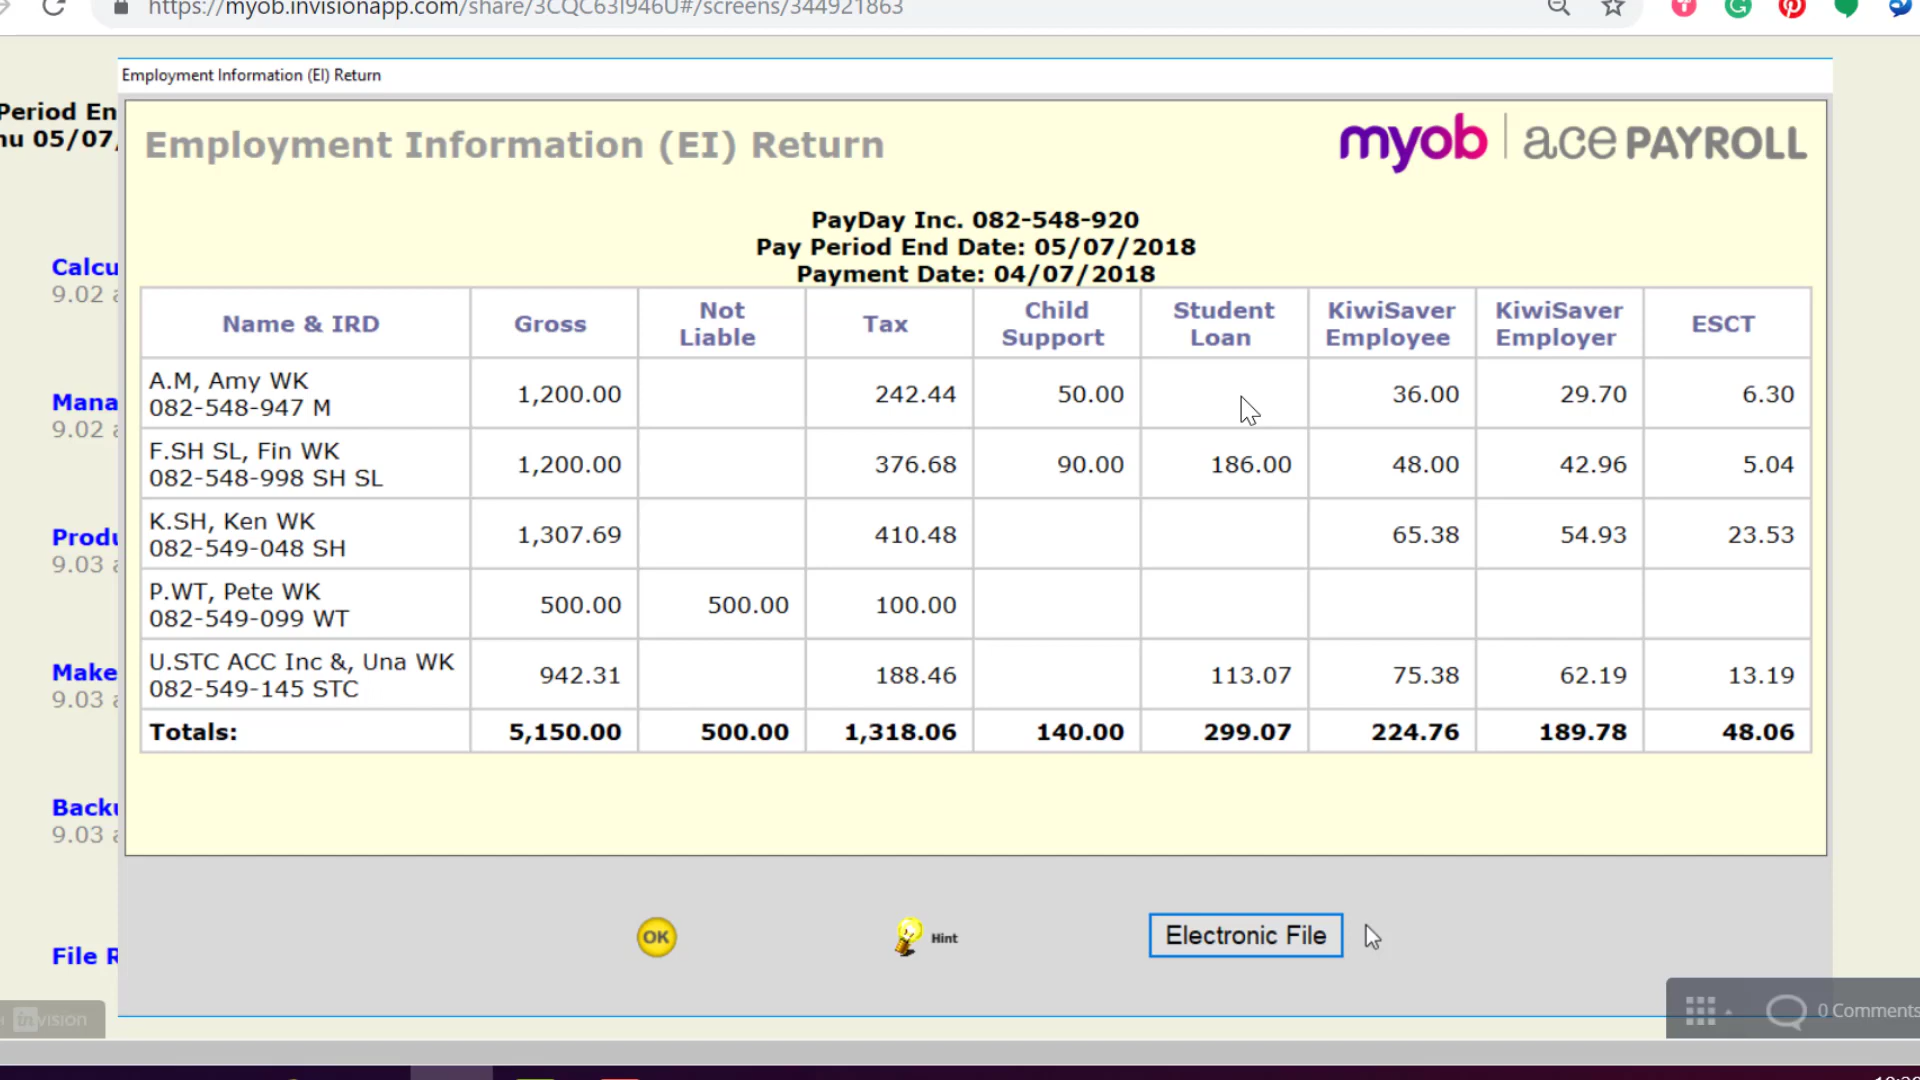 https://myob.invisionapp.com/share/3CQC63I946U#/screens/344921863
Employment Information (EI) Return
Period En
nu 05/07/
Employment Information (EI) Return
myob | ace PAYROLL
PayDay Inc. 082-548-920
Pay Period End Date: 05/07/2018
Payment Date: 04/07/2018
Name & IRD Gross Not Liable Tax Child Support Student Loan KiwiSaver Employee KiwiSaver Employer ESCT
A.M, Amy WK
082-548-947 M 1,200.00 242.44 50.00 36.00 29.70 6.30
F.SH SL, Fin WK
082-548-998 SH SL 1,200.00 376.68 90.00 186.00 48.00 42.96 5.04
K.SH, Ken WK
082-549-048 SH 1,307.69 410.48 65.38 54.93 23.53
P.WT, Pete WK
082-549-099 WT 500.00 500.00 100.00
U.STC ACC Inc &, Una WK
082-549-145 STC 942.31 188.46 113.07 75.38 62.19 13.19
Totals: 5,150.00 500.00 1,318.06 140.00 299.07 224.76 189.78 48.06
Calcu
9.02 a
Mana
9.02 a
Produ
9.03 a
Make
9.03 a
Backu
9.03 a
File R
OK
Hint
Electronic File
invision
0 Comments